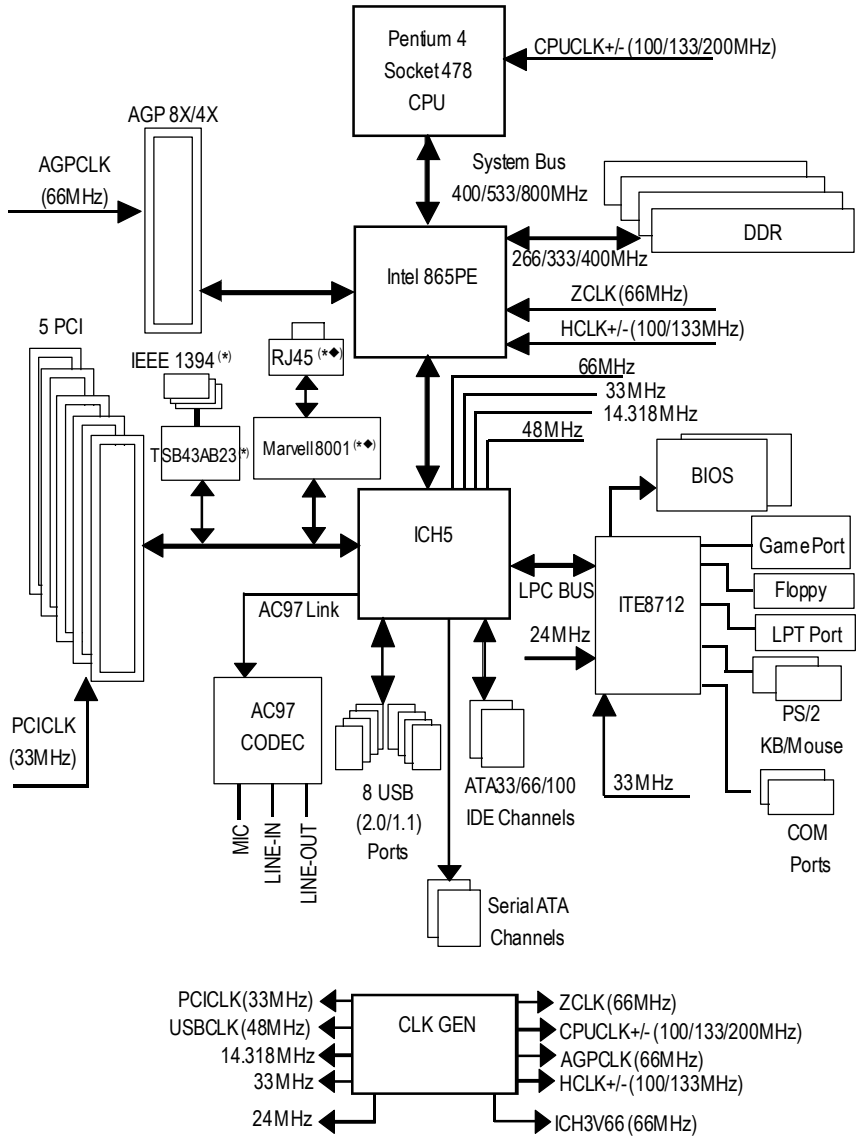 Pentium 4
Socket 478
CPU
CPUCLK+/- (100/133/200MHz)
AGP 8X/4X
AGPCLK
(66MHz)
System Bus
400/533/800MHz
DDR
266/333/400MHz
Intel 865PE
ZCLK (66MHz)
HCLK+/- (100/133MHz)
5 PCI
IEEE 1394 (*)
RJ45 (*◆)
66MHz
33MHz
14.318MHz
48MHz
TSB43AB23(*)
Marvell 8001 (*◆)
BIOS
ICH5
Game Port
Floppy
LPT Port
LPC BUS
ITE8712
AC97 Link
24MHz
PS/2
KB/Mouse
PCICLK
(33MHz)
AC97
CODEC
33MHz
8 USB
(2.0/1.1)
Ports
ATA33/66/100
IDE Channels
COM
Ports
MIC
LINE-IN
LINE-OUT
Serial ATA
Channels
CLK GEN
PCICLK (33MHz)
USBCLK (48MHz)
14.318MHz
33MHz
24MHz
ZCLK (66MHz)
CPUCLK+/- (100/133/200MHz)
AGPCLK (66MHz)
HCLK+/- (100/133MHz)
ICH3V66 (66MHz)